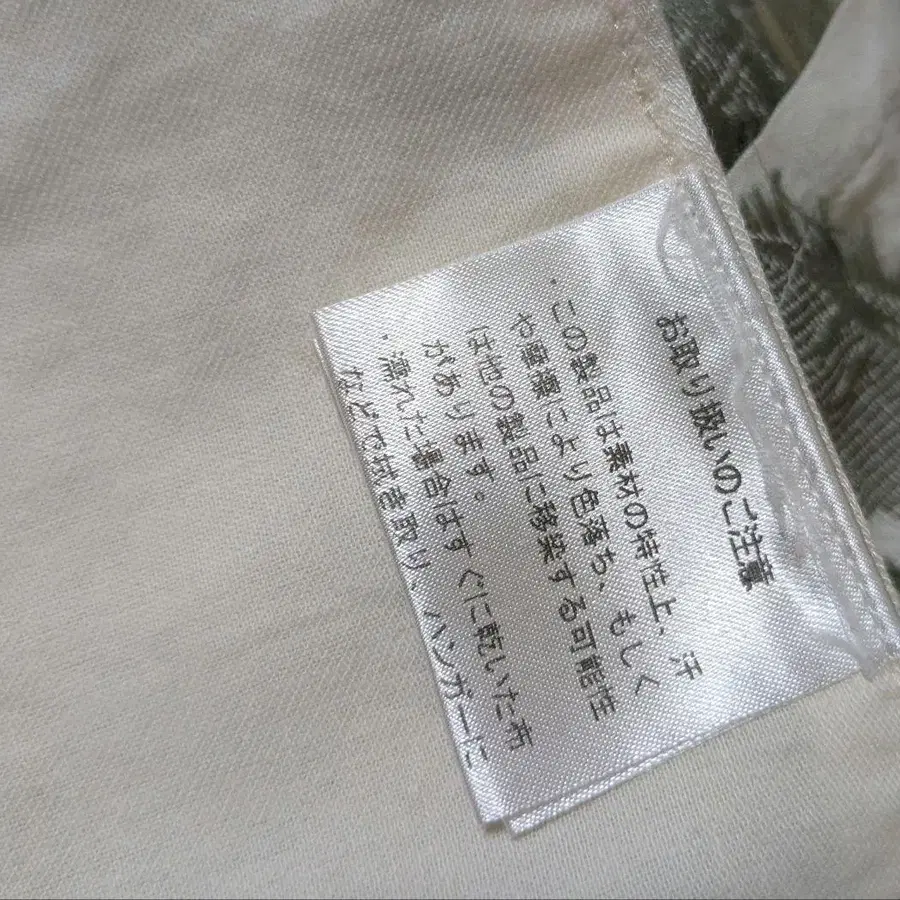 お取り扱いのご注意
・この製品は素材の特性上、汗
や摩擦により色落ち、もしく
は他の製品に移染する可能性
があります。
・濡れた場合はすぐに乾いた布
などで拭き取り、ハンガーに